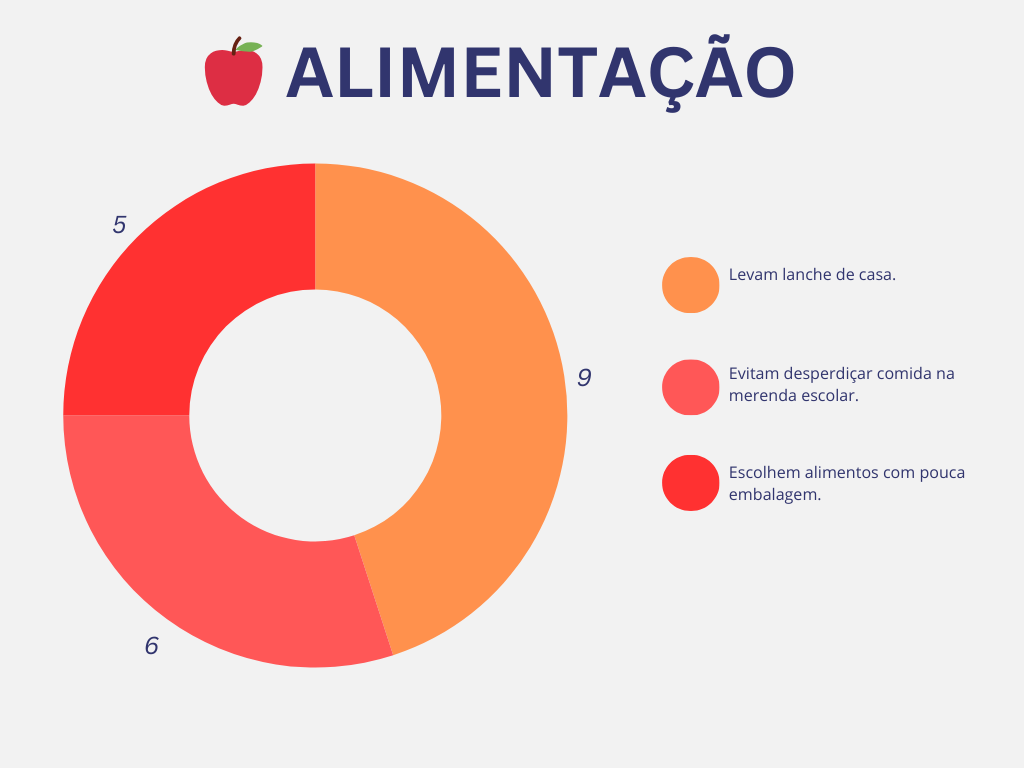 ALIMENTAÇÃO
5
9
6
Levam lanche de casa.
Evitam desperdiçar comida na
merenda escolar.
Escolhem alimentos com pouca
embalagem.